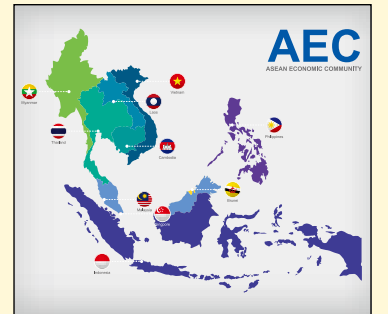 AEC
ASEAN ECONOMIC COMMUNITY
Vietnam
Myanmar
Laos
Philippines
Thailand
Cambodia
Malaysia
Brunei
Singapore
Indonesia